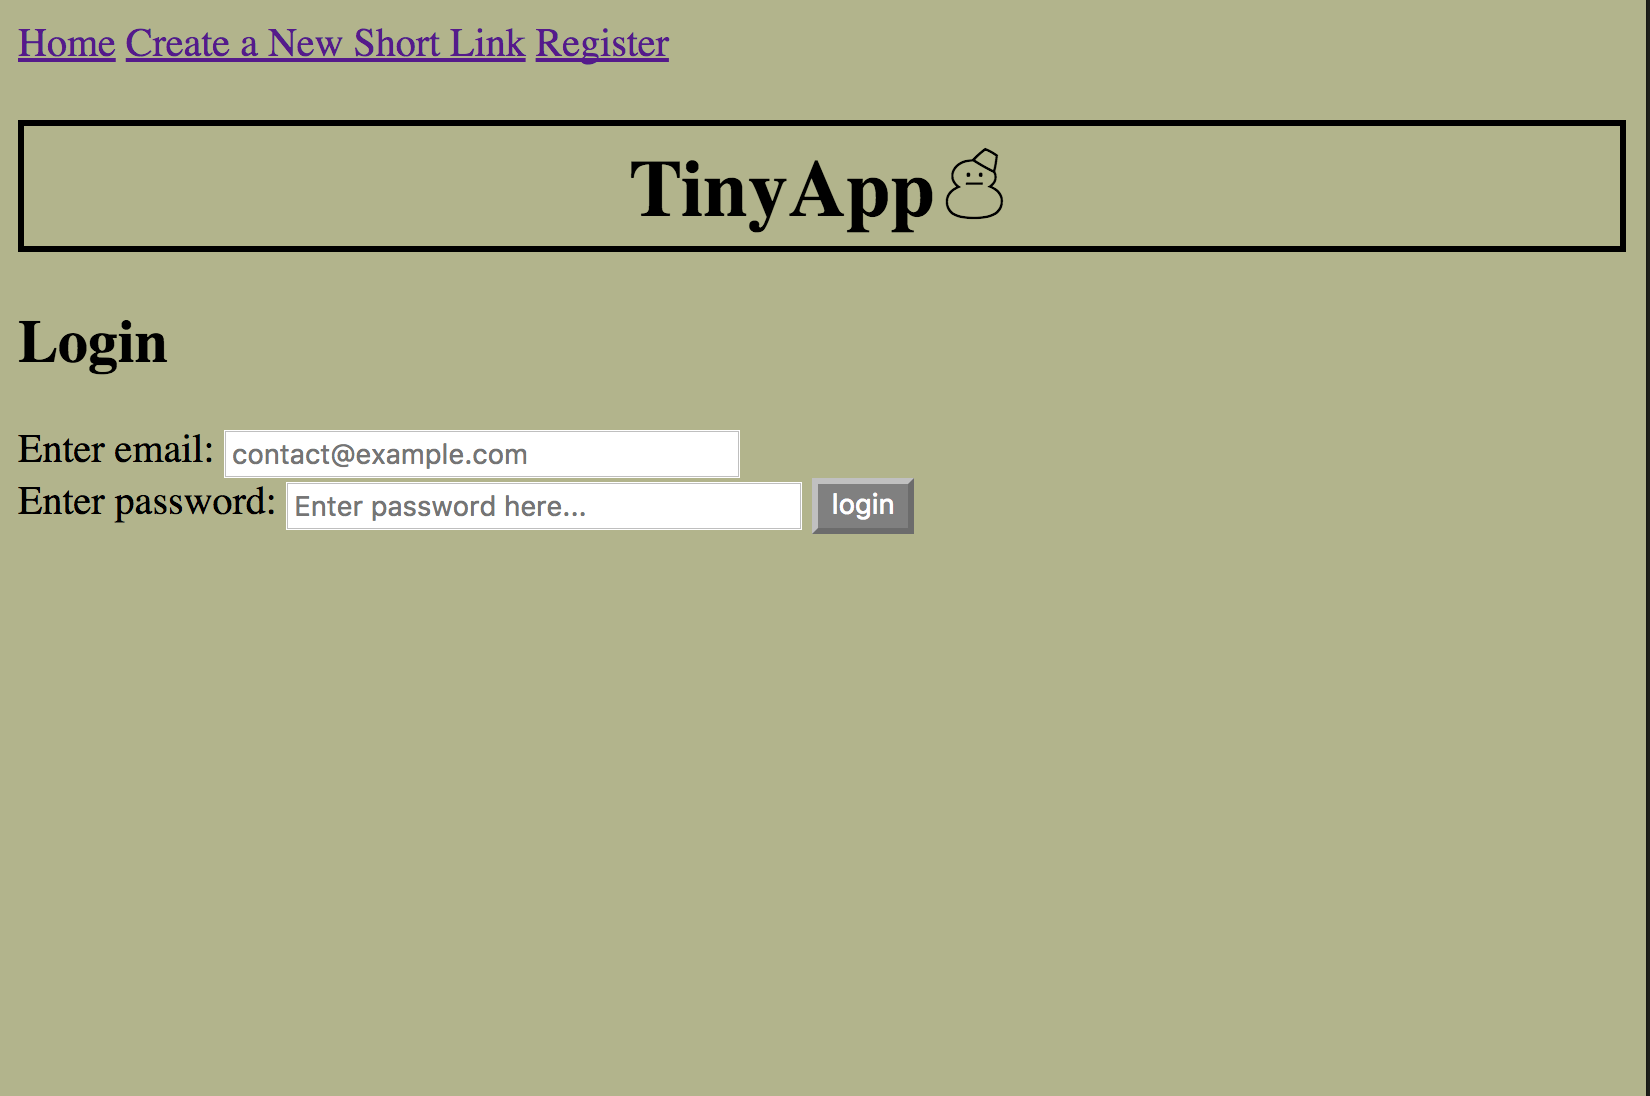 Home Create a New Short Link Register
TinyApp☃
Login
Enter email: contact@example.com
Enter password: Enter password here... login